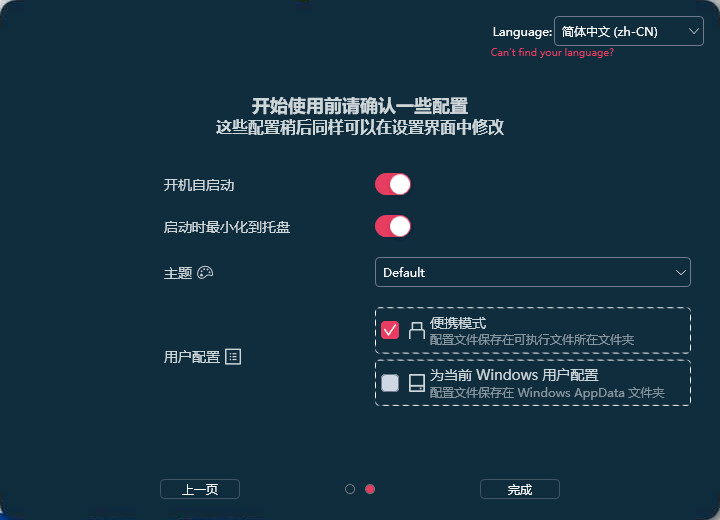 Language: 简体中文 (zh-CN)
Can't find your language?
开始使用前请确认一些配置
这些配置稍后同样可以在设置界面中修改
开机自启动
启动时最小化到托盘
主题
Default
用户配置
便携模式
配置文件保存在可执行文件所在文件夹
为当前 Windows 用户配置
配置文件保存在 Windows AppData 文件夹
上一页
完成